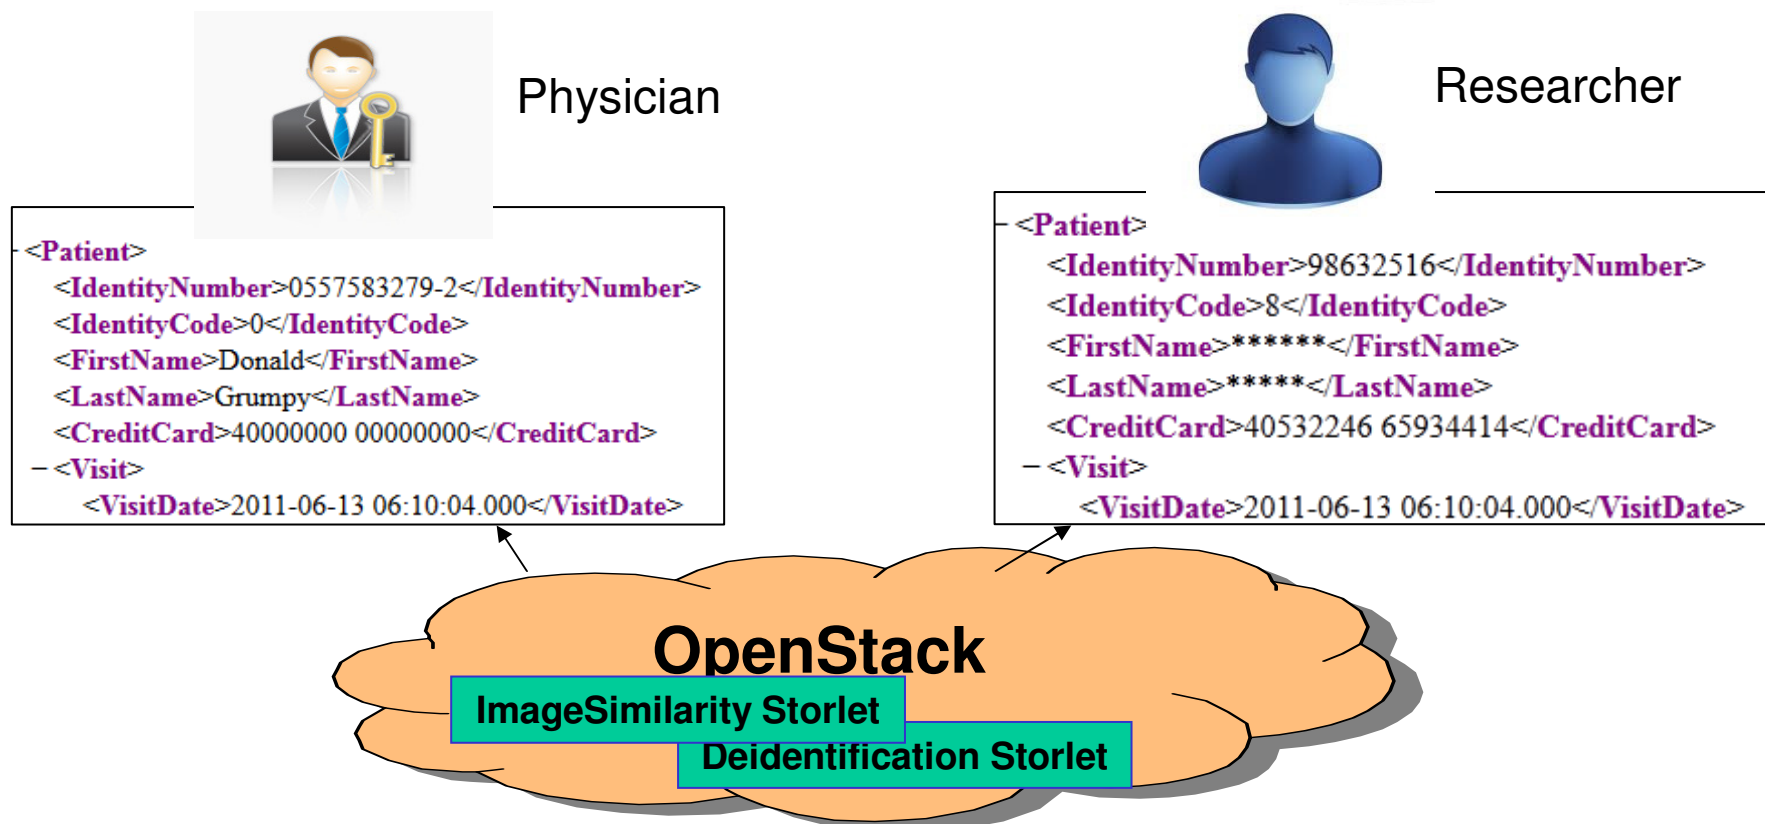 Physician
- <Patient>
<IdentityNumber>0557583279-2</IdentityNumber>
<IdentityCode>0</IdentityCode>
<FirstName>Donald</FirstName>
<LastName>Grumpy</LastName>
<CreditCard>40000000 00000000</CreditCard>
- <Visit>
<VisitDate>2011-06-13 06:10:04.000</VisitDate>
Researcher
- <Patient>
<IdentityNumber>98632516</IdentityNumber>
<IdentityCode>8</IdentityCode>
<FirstName>******</FirstName>
<LastName>*****</LastName>
<CreditCard>40532246 65934414</CreditCard>
- <Visit>
<VisitDate>2011-06-13 06:10:04.000</VisitDate>
OpenStack
ImageSimilarity Storlet
Deidentification Storlet